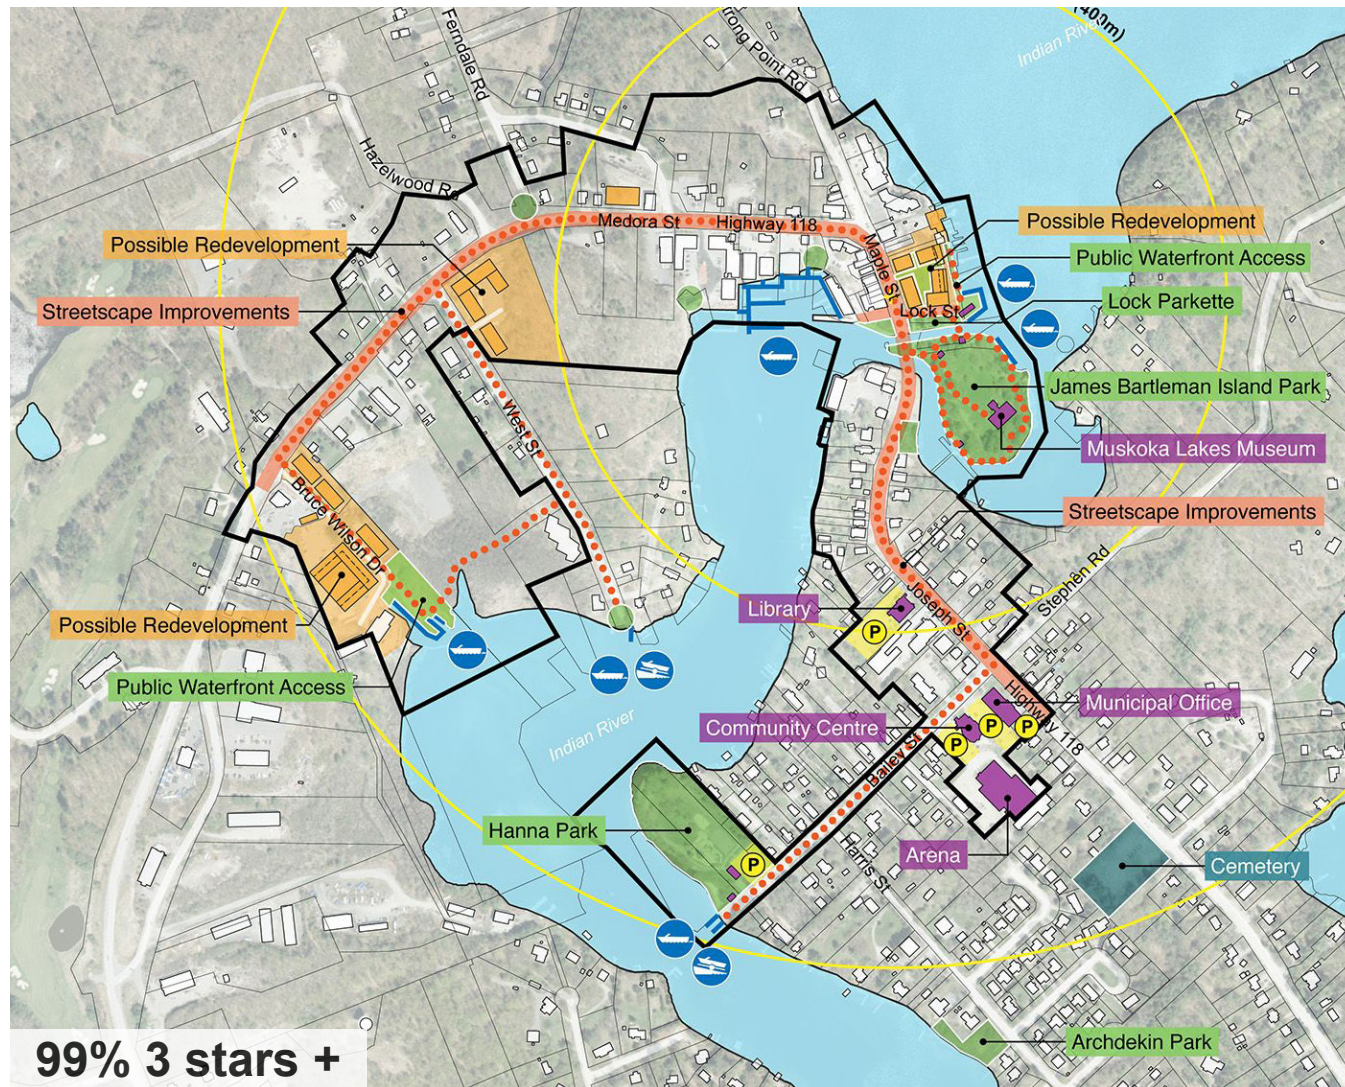 (400m)
Indian River
Ferndale Rd
rong Point Rd
Hazelwood Rd
Medora St
Highway 118
Possible Redevelopment
Possible Redevelopment
Maple St
Public Waterfront Access
Streetscape Improvements
Lock Parkette
Lock St
James Bartleman Island Park
West St
Muskoka Lakes Museum
Bruce Wilson Dr
Streetscape Improvements
Stephen Rd
Library
Joseph St
P
Possible Redevelopment
Public Waterfront Access
Indian River
Highway 118
Municipal Office
Community Centre
P
P
P
Bailey St
Hanna Park
P
Harris St
Arena
Cemetery
Archdekin Park
99% 3 stars +